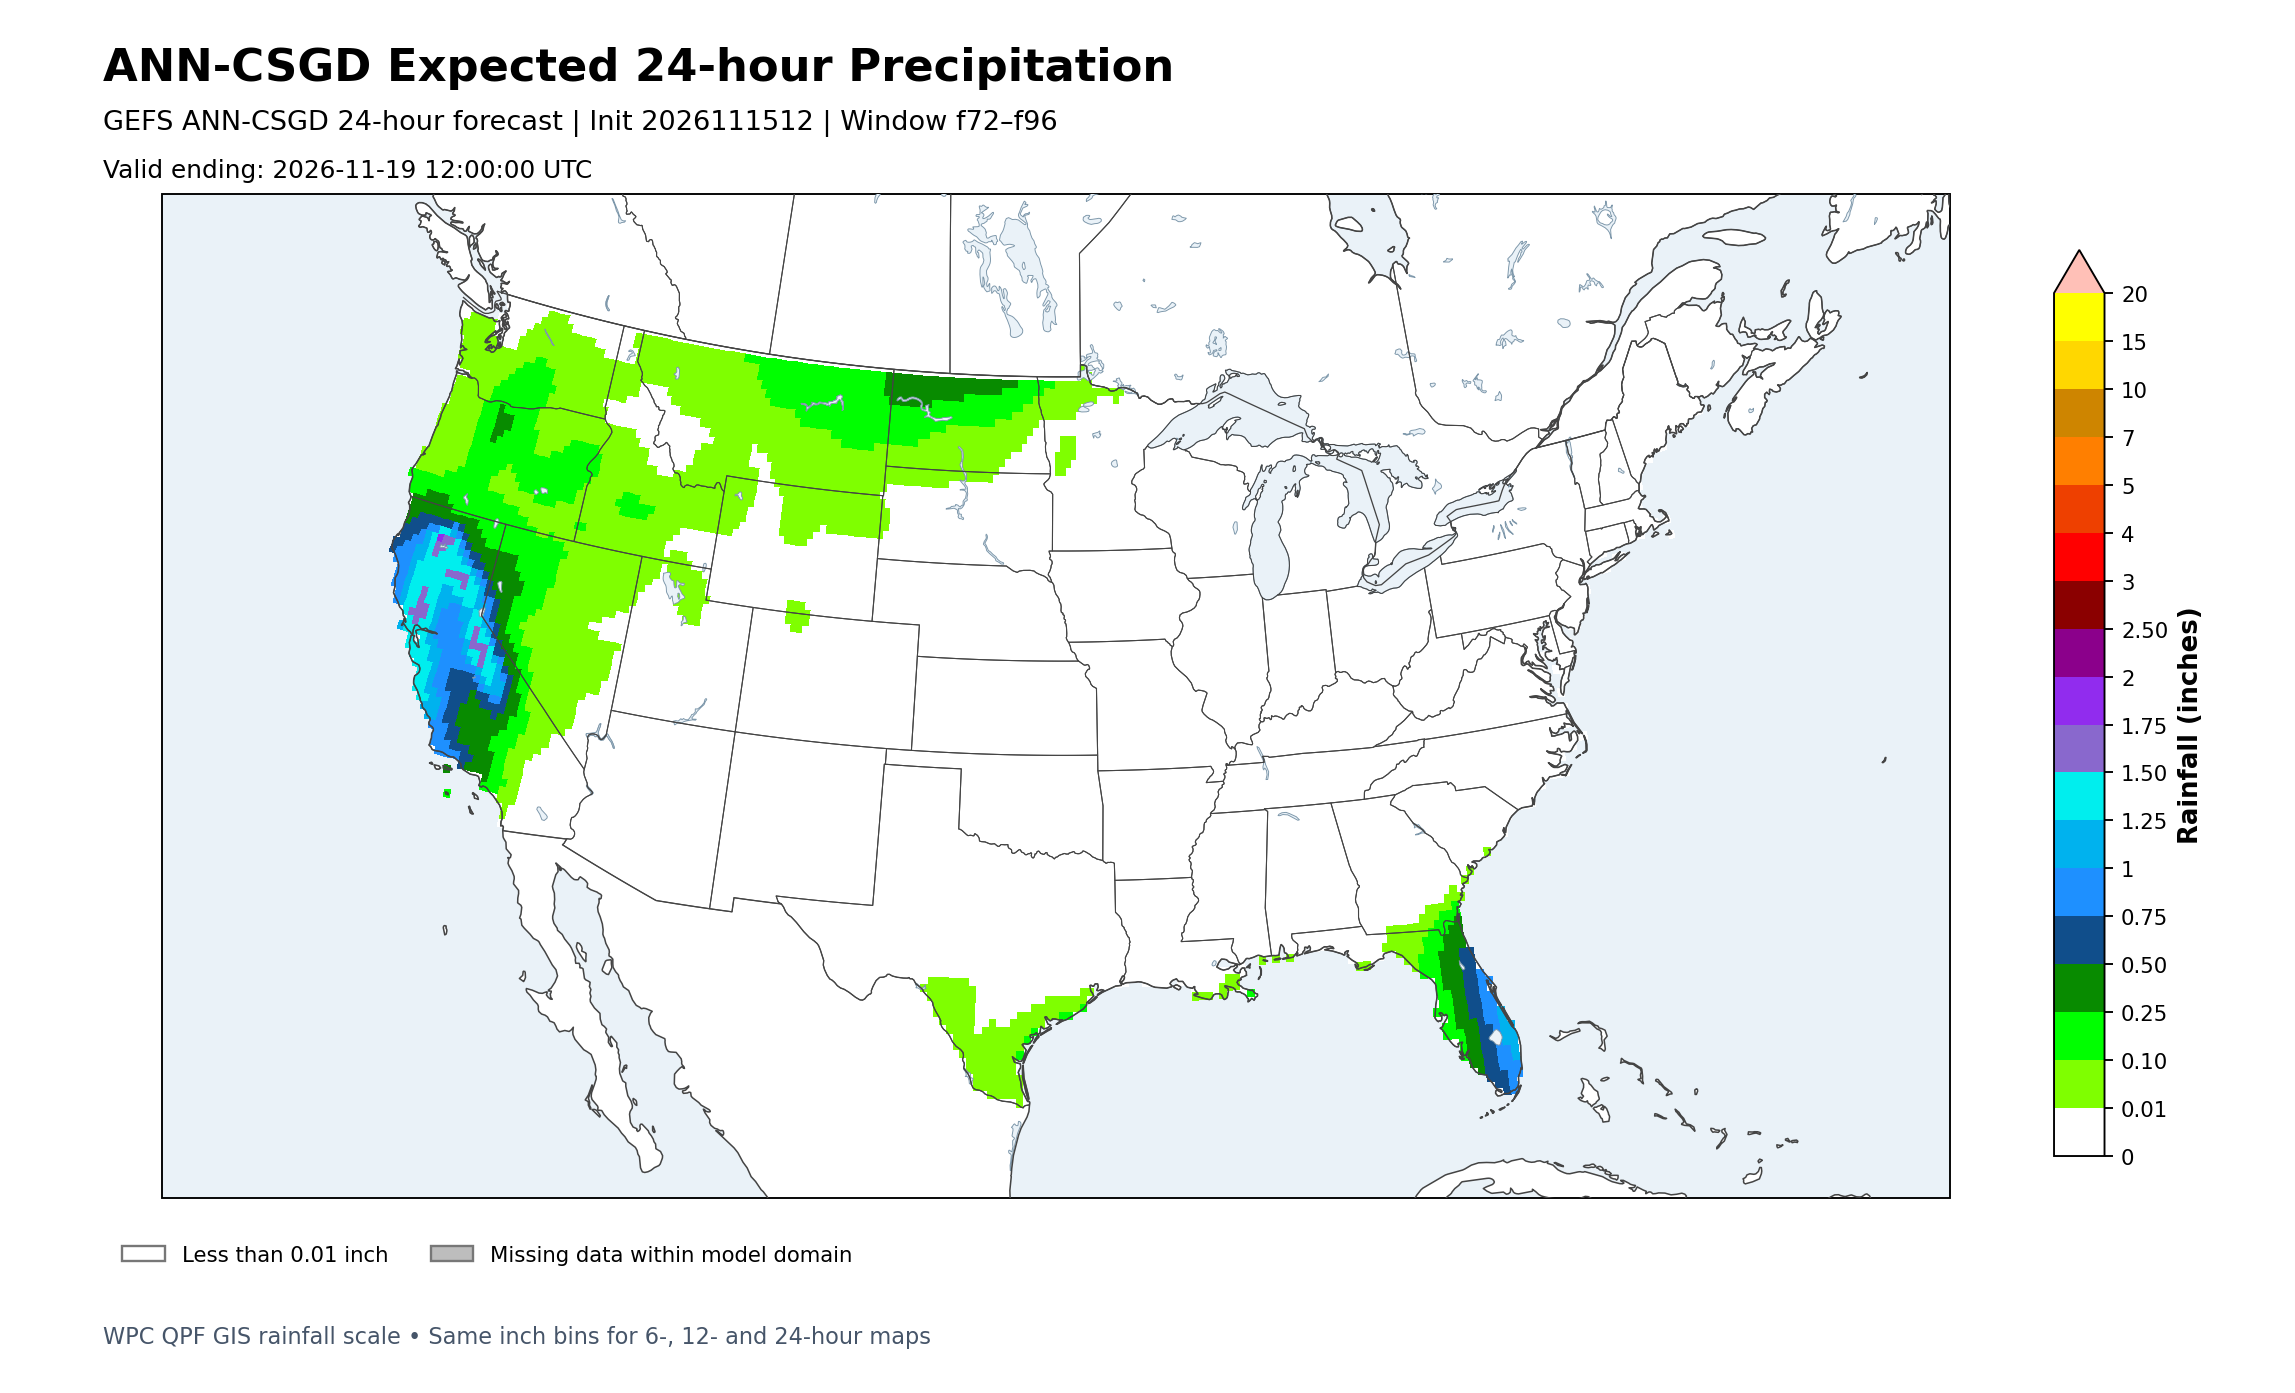 ANN-CSGD Expected 24-hour Precipitation
GEFS ANN-CSGD 24-hour forecast | Init 2026111512 | Window f72–f96
Valid ending: 2026-11-19 12:00:00 UTC
20
15
10
7
5
4
3
2.50
2
1.75
1.50
1.25
1
0.75
0.50
0.25
0.10
0.01
0
Rainfall (inches)
Less than 0.01 inch
Missing data within model domain
WPC QPF GIS rainfall scale • Same inch bins for 6-, 12- and 24-hour maps